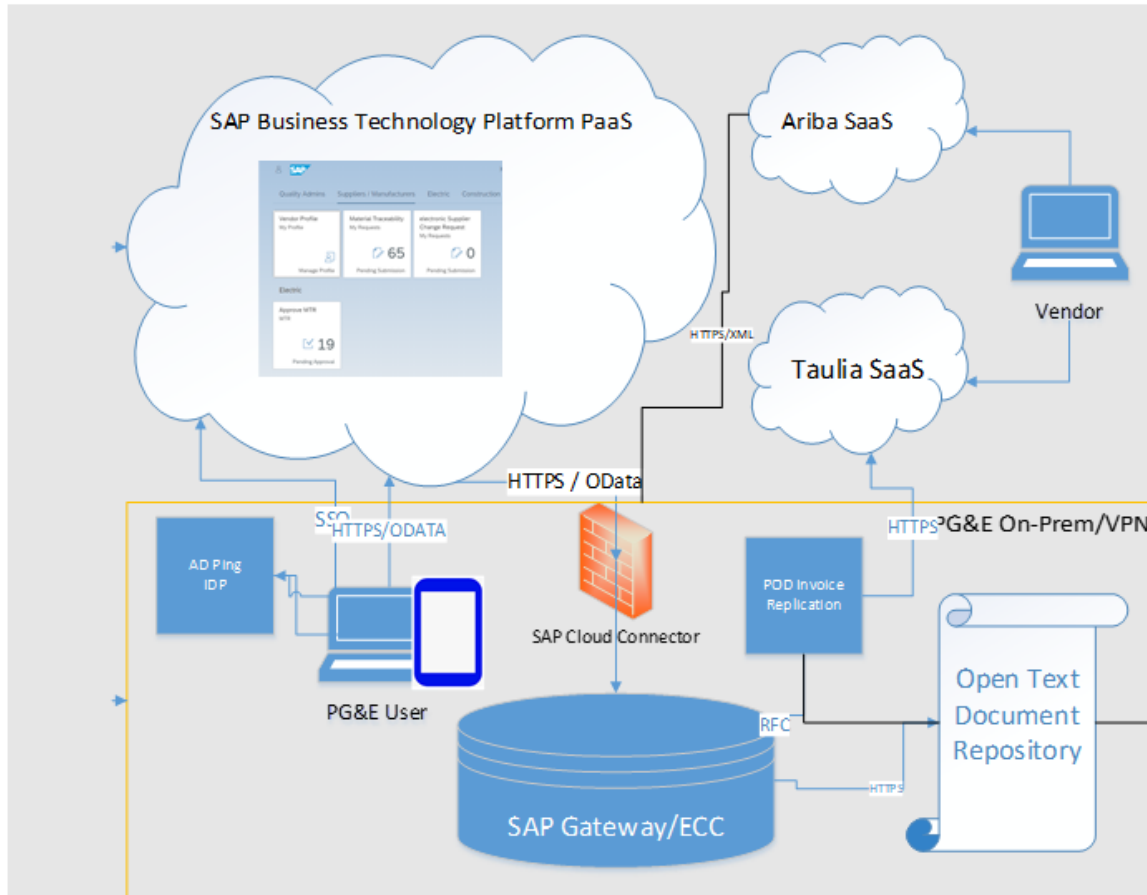 SAP Business Technology Platform PaaS
SAP
Quality Admins Suppliers / Manufacturers Electric Construction
Vendor Profile
My Profile
Manage Profile
Material Traceability
My Requests
65
Pending Submission
electronic Supplier
Change Request
My Requests
0
Pending Submission
Electric
Approve MTR
MTR
19
Pending Approval
Ariba SaaS
Vendor
HTTPS/XML
Taulia SaaS
HTTPS / OData
SSO
HTTPS/ODATA
HTTPS
PG&E On-Prem/VPN
AD Ping
IDP
PG&E User
SAP Cloud Connector
POD Invoice
Replication
Open Text
Document
Repository
RFC
HTTPS
SAP Gateway/ECC